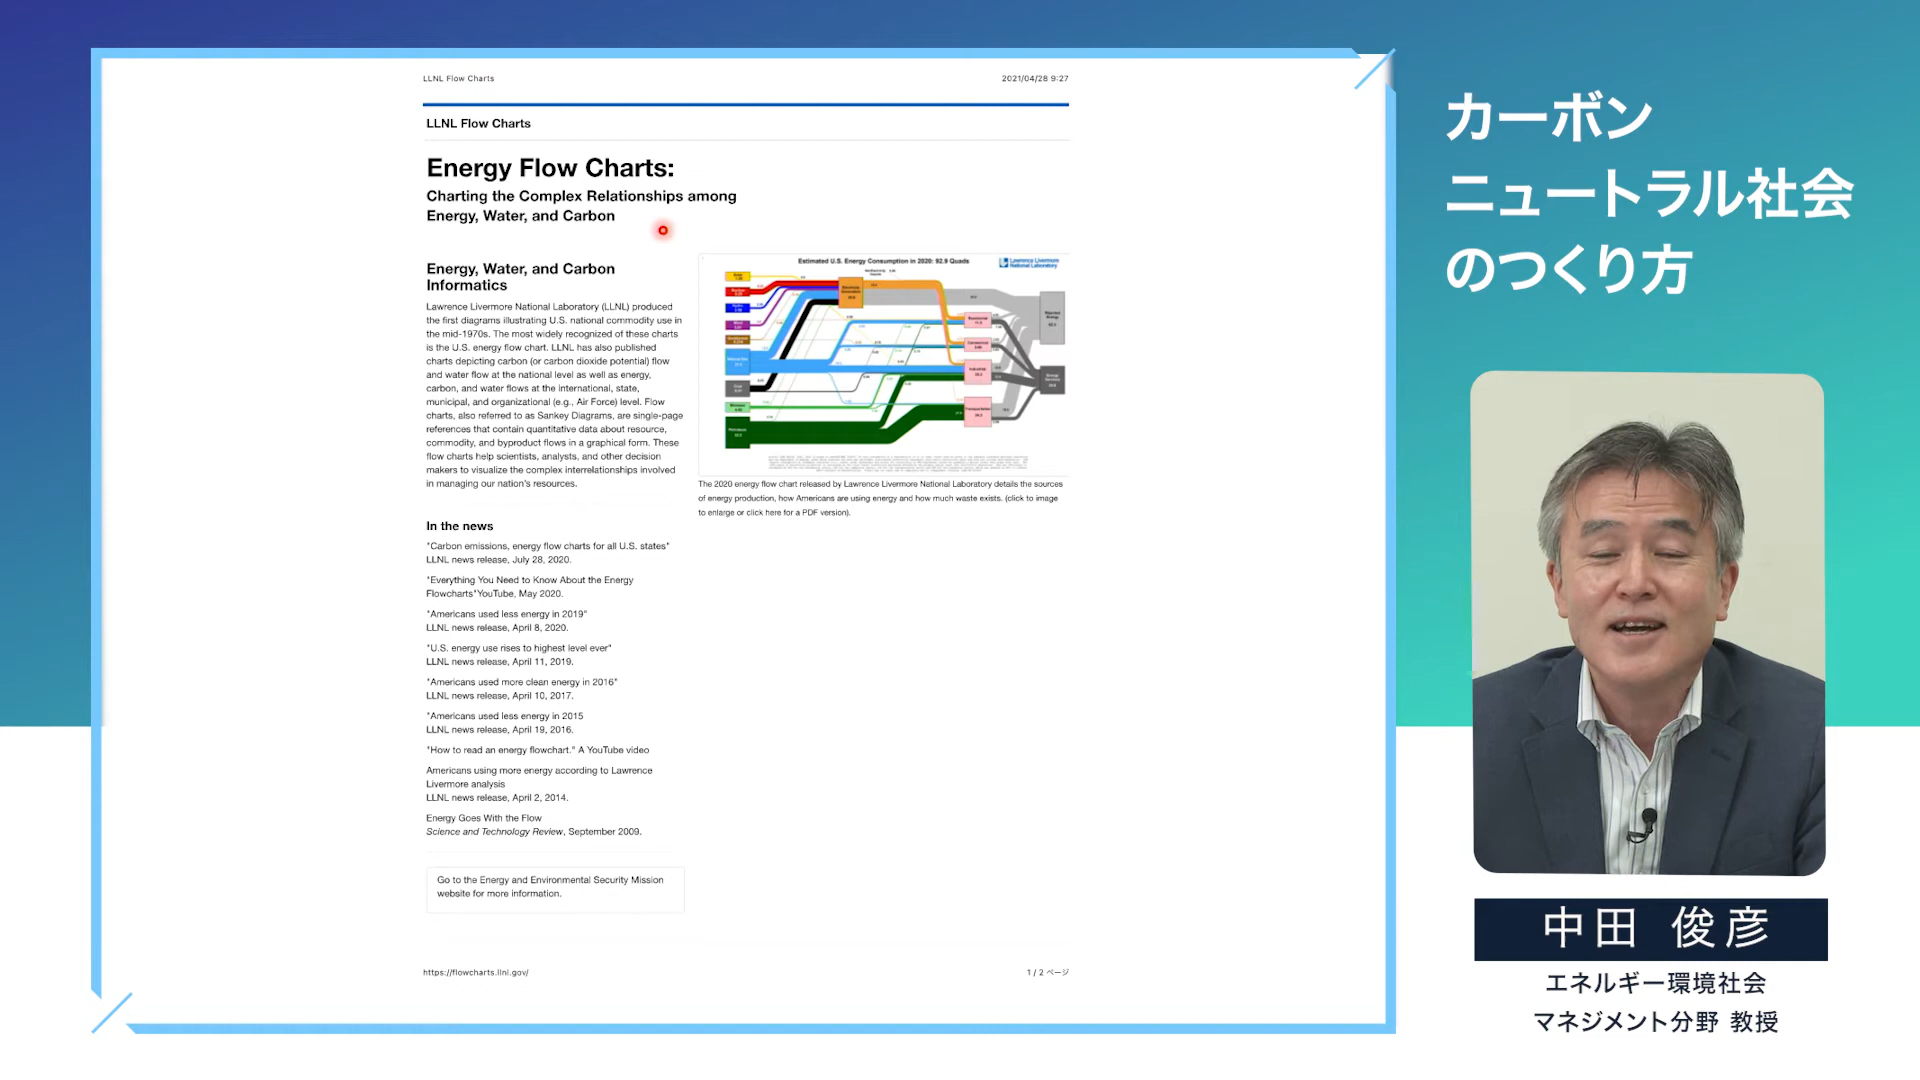 LLNL Flow Charts
2021/04/28 9:27
LLNL Flow Charts
Energy Flow Charts:
Charting the Complex Relationships among
Energy, Water, and Carbon
Energy, Water, and Carbon
Informatics
Lawrence Livermore National Laboratory (LLNL) produced
the first diagrams illustrating U.S. national commodity use in
the mid-1970s. The most widely recognized of these charts
is the U.S. energy flow chart. LLNL has also published
charts depicting carbon (or carbon dioxide potential) flow
and water flow at the national level as well as energy,
carbon, and water flows at the international, state,
municipal, and organizational (e.g., Air Force) level. Flow
charts, also referred to as Sankey Diagrams, are single-page
references that contain quantitative data about resource,
commodity, and byproduct flows in a graphical form. These
flow charts help scientists, analysts, and other decision
makers to visualize the complex interrelationships involved
in managing our nation's resources.
Estimated U.S. Energy Consumption in 2020: 92.9 Quads
Lawrence Livermore
National Laboratory
The 2020 energy flow chart released by Lawrence Livermore National Laboratory details the sources
of energy production, how Americans are using energy and how much waste exists. (click to image
to enlarge or click here for a PDF version).
In the news
"Carbon emissions, energy flow charts for all U.S. states"
LLNL news release, July 28, 2020.
"Everything You Need to Know About the Energy
Flowcharts"YouTube, May 2020.
"Americans used less energy in 2019"
LLNL news release, April 8, 2020.
"U.S. energy use rises to highest level ever"
LLNL news release, April 11, 2019.
"Americans used more clean energy in 2016"
LLNL news release, April 10, 2017.
"Americans used less energy in 2015
LLNL news release, April 19, 2016.
"How to read an energy flowchart." A YouTube video
Americans using more energy according to Lawrence
Livermore analysis
LLNL news release, April 2, 2014.
Energy Goes With the Flow
Science and Technology Review, September 2009.
Go to the Energy and Environmental Security Mission
website for more information.
https://flowcharts.llnl.gov/
1 / 2 ページ
カーボン
ニュートラル社会
のつくり方
中田 俊彦
エネルギー環境社会
マネジメント分野 教授